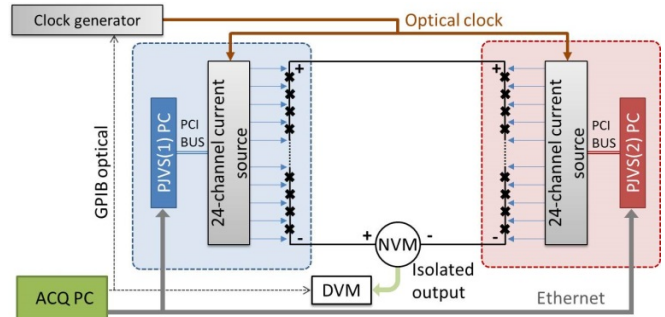 Clock generator
Optical clock
GPIB optical
PJVS(1) PC
PCI
BUS
24-channel current
source
+
-
+
-
+
NVM
-
24-channel current
source
PCI
BUS
PJVS(2) PC
Isolated
output
DVM
ACQ PC
Ethernet